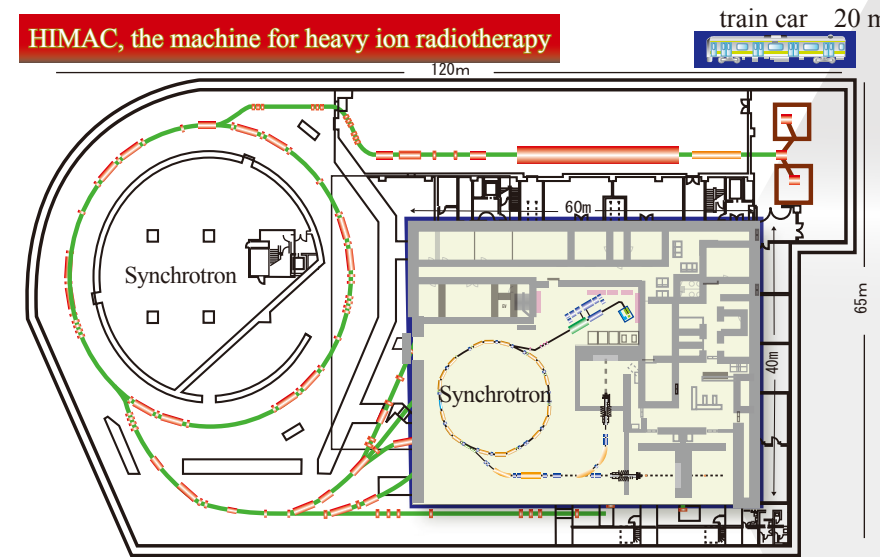 HIMAC, the machine for heavy ion radiotherapy
train car 20 m
120m
60m
Synchrotron
65m
40m
Synchrotron